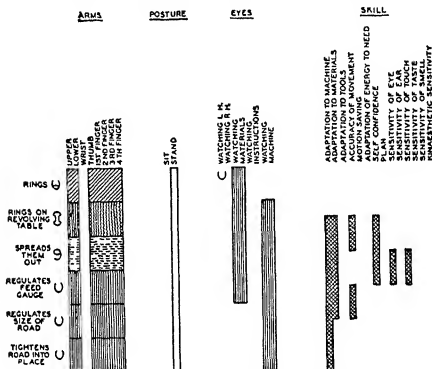 ARMS
POSTURE
EYES
SKILL
UPPER
LOWER
WRIST
THUMB
1ST FINGER
2ND FINGER
3RD FINGER
4TH FINGER
SIT
STAND
WATCHING L. H.
WATCHING R. H.
WATCHING
MATERIALS
WATCHING
INSTRUCTIONS
WATCHING
MACHINE
ADAPTATION TO MACHINE
ADAPTATION TO MATERIALS
ADAPTATION TO TOOLS
ACCURACY OF MOVEMENT
MOTION SAVING
ADAPTATION OF ENERGY TO NEED
SELF CONFIDENCE
PLAN
SENSITIVITY OF EYE
SENSITIVITY OF EAR
SENSITIVITY OF TOUCH
SENSITIVITY OF TASTE
SENSITIVITY OF SMELL
KINAESTHETIC SENSITIVITY
RINGS
RINGS ON
REVOLVING
TABLE
SPREADS
THEM
OUT
REGULATES
FEED
GAUGE
REGULATES
SIZE OF
ROAD
TIGHTENS
ROAD INTO
PLACE